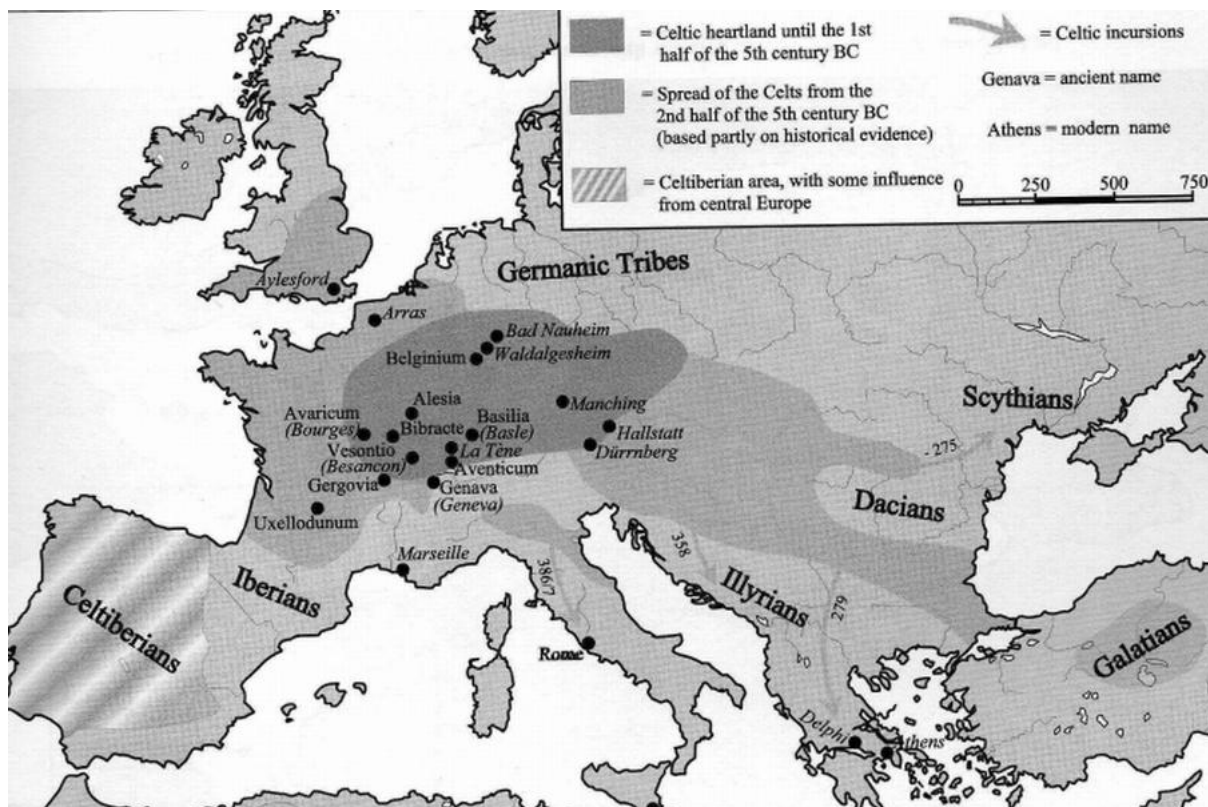 = Celtic heartland until the 1st
half of the 5th century BC
= Spread of the Celts from the
2nd half of the 5th century BC
(based partly on historical evidence)
= Celtiberian area, with some influence
from central Europe
= Celtic incursions
Genava = ancient name
Athens = modern name
0 250 500 750
Germanic Tribes
Aylesford
Arras
Bad Nauheim
Waldalgesheim
Belginium
Alesia
Manching
Scythians
Avaricum
(Bourges)
Bibracte
Basilia
(Basle)
Hallstatt
Dürrnberg
Vesontio
(Besancon)
La Tène
Aventicum
- 275
Gergovia
Genava
(Geneva)
Dacians
Uxellodunum
Marseille
358
386/7
279
Iberians
Illyrians
Celtiberians
Rome
Galatians
Delphi
Athens